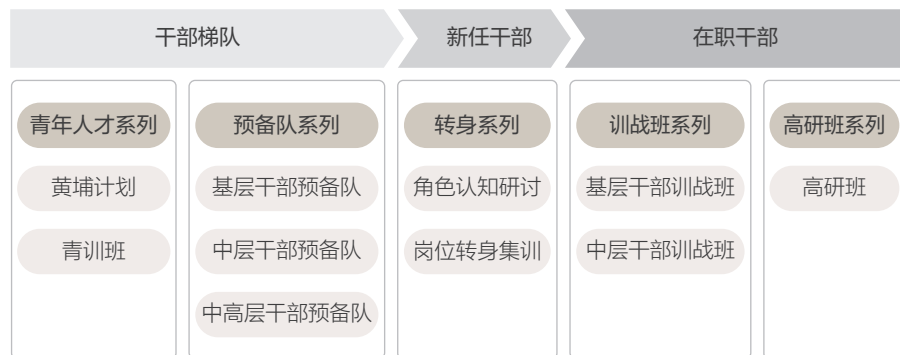 干部梯队
新任干部
在职干部
青年人才系列
黄埔计划
青训班
预备队系列
基层干部预备队
中层干部预备队
中高层干部预备队
转身系列
角色认知研讨
岗位转身集训
训战班系列
基层干部训战班
中层干部训战班
高研班系列
高研班